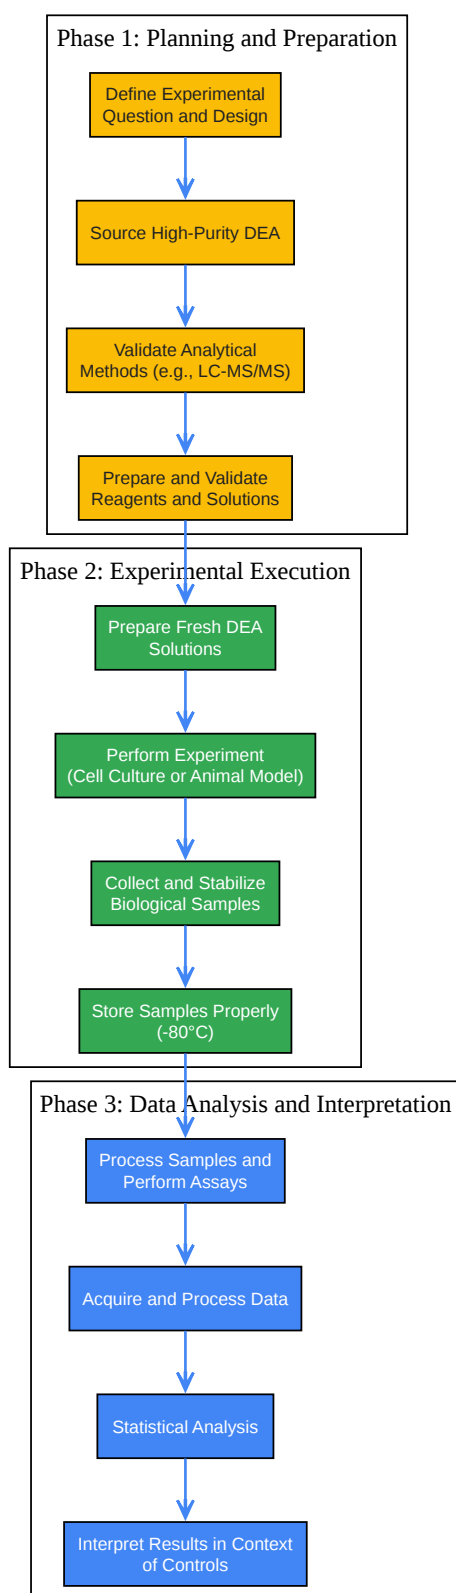 Phase 1: Planning and Preparation
Define Experimental
Question and Design
Source High-Purity DEA
Validate Analytical
Methods (e.g., LC-MS/MS)
Prepare and Validate
Reagents and Solutions
Phase 2: Experimental Execution
Prepare Fresh DEA
Solutions
Perform Experiment
(Cell Culture or Animal Model)
Collect and Stabilize
Biological Samples
Store Samples Properly
(-80°C)
Phase 3: Data Analysis and Interpretation
Process Samples and
Perform Assays
Acquire and Process Data
Statistical Analysis
Interpret Results in Context
of Controls